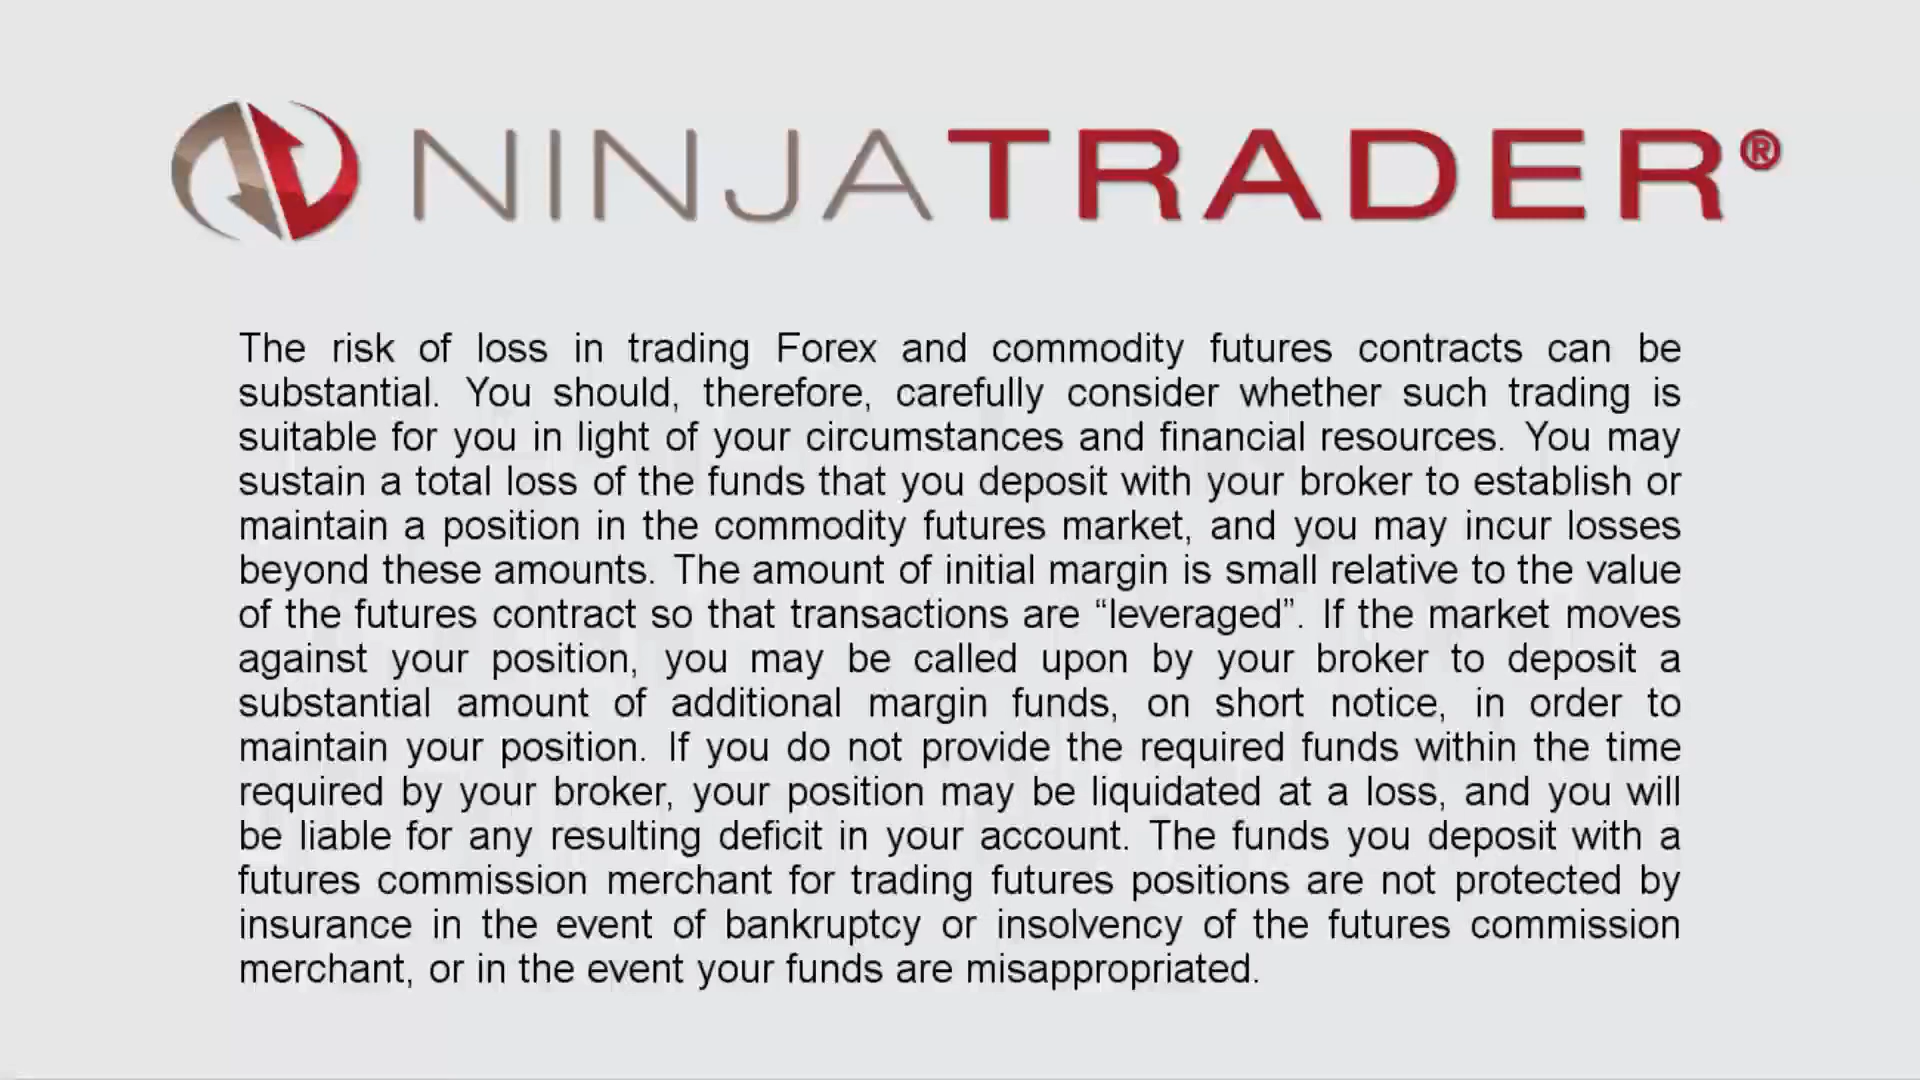 NINJATRADER®
The risk of loss in trading Forex and commodity futures contracts can be
substantial. You should, therefore, carefully consider whether such trading is
suitable for you in light of your circumstances and financial resources. You may
sustain a total loss of the funds that you deposit with your broker to establish or
maintain a position in the commodity futures market, and you may incur losses
beyond these amounts. The amount of initial margin is small relative to the value
of the futures contract so that transactions are “leveraged”. If the market moves
against your position, you may be called upon by your broker to deposit a
substantial amount of additional margin funds, on short notice, in order to
maintain your position. If you do not provide the required funds within the time
required by your broker, your position may be liquidated at a loss, and you will
be liable for any resulting deficit in your account. The funds you deposit with a
futures commission merchant for trading futures positions are not protected by
insurance in the event of bankruptcy or insolvency of the futures commission
merchant, or in the event your funds are misappropriated.